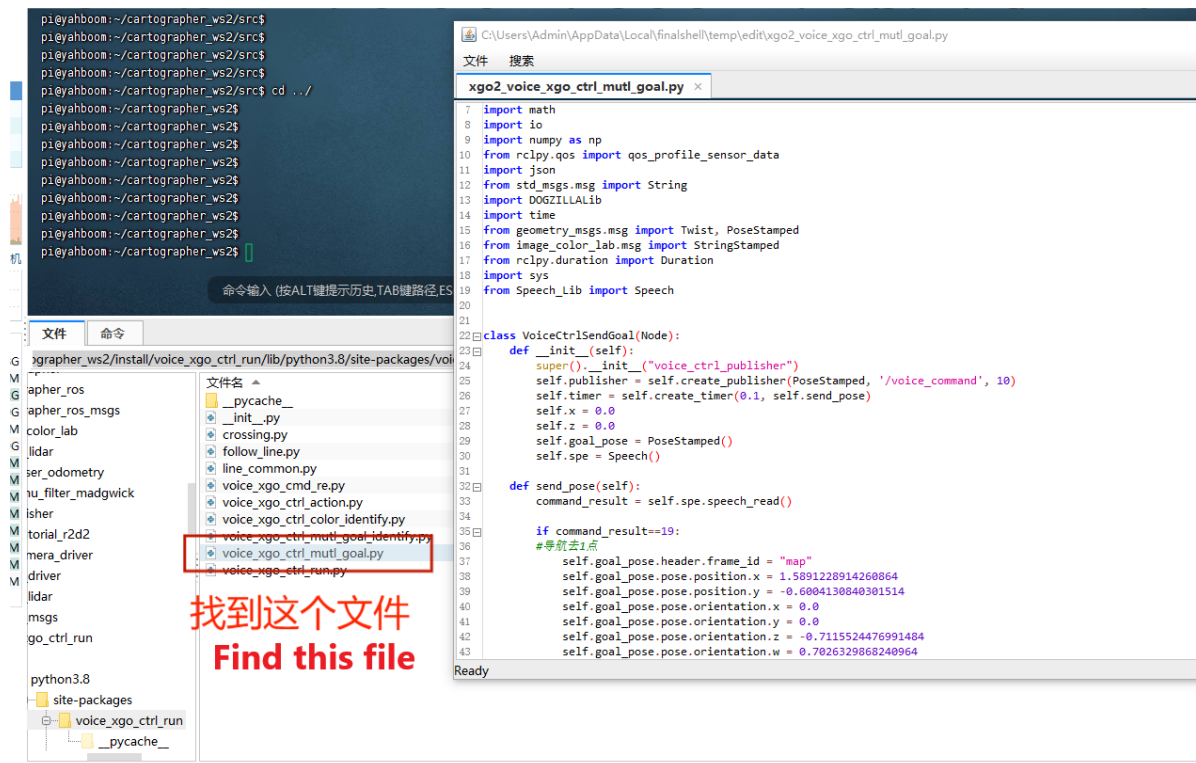 pi@yahboom:~/cartographer_ws2/src$
pi@yahboom:~/cartographer_ws2/src$
pi@yahboom:~/cartographer_ws2/src$
pi@yahboom:~/cartographer_ws2/src$
pi@yahboom:~/cartographer_ws2/src$ cd ../
pi@yahboom:~/cartographer_ws2$
pi@yahboom:~/cartographer_ws2$
pi@yahboom:~/cartographer_ws2$
pi@yahboom:~/cartographer_ws2$
pi@yahboom:~/cartographer_ws2$
pi@yahboom:~/cartographer_ws2$
pi@yahboom:~/cartographer_ws2$
pi@yahboom:~/cartographer_ws2$
pi@yahboom:~/cartographer_ws2$
机
命令输入 (按ALT键提示历史,TAB键路径,ES
文件 命令
ographer_ws2/install/voice_xgo_ctrl_run/lib/python3.8/site-packages/voi
G
M
G
G
M
G
M
M
M
M
M
M
M
M
rapher_ros
rapher_ros_msgs
color_lab
lidar
ser_odometry
nu_filter_madgwick
isher
torial_r2d2
mera_driver
driver
lidar
msgs
go_ctrl_run
python3.8
site-packages
voice_xgo_ctrl_run
__pycache__
文件名
__pycache__
__init__.py
crossing.py
follow_line.py
line_common.py
voice_xgo_cmd_re.py
voice_xgo_ctrl_action.py
voice_xgo_ctrl_color_identify.py
voice_xgo_ctrl_mutl_goal_identify.py
voice_xgo_ctrl_mutl_goal.py
voice_xgo_ctrl_run.py
找到这个文件
Find this file
C:\Users\Admin\AppData\Local\finalshell\temp\edit\xgo2_voice_xgo_ctrl_mutl_goal.py
文件 搜索
xgo2_voice_xgo_ctrl_mutl_goal.py ×
7 import math
8 import io
9 import numpy as np
10 from rclpy.qos import qos_profile_sensor_data
11 import json
12 from std_msgs.msg import String
13 import DOGZILLALib
14 import time
15 from geometry_msgs.msg import Twist, PoseStamped
16 from image_color_lab.msg import StringStamped
17 from rclpy.duration import Duration
18 import sys
19 from Speech_Lib import Speech
20
21
22 class VoiceCtrlSendGoal(Node):
23 def __init__(self):
24 super().__init__("voice_ctrl_publisher")
25 self.publisher = self.create_publisher(PoseStamped, '/voice_command', 10)
26 self.timer = self.create_timer(0.1, self.send_pose)
27 self.x = 0.0
28 self.z = 0.0
29 self.goal_pose = PoseStamped()
30 self.spe = Speech()
31
32 def send_pose(self):
33 command_result = self.spe.speech_read()
34
35 if command_result==19:
36 #导航去1点
37 self.goal_pose.header.frame_id = "map"
38 self.goal_pose.pose.position.x = 1.5891228914260864
39 self.goal_pose.pose.position.y = -0.6004130840301514
40 self.goal_pose.pose.orientation.x = 0.0
41 self.goal_pose.pose.orientation.y = 0.0
42 self.goal_pose.pose.orientation.z = -0.7115524476991484
43 self.goal_pose.pose.orientation.w = 0.7026329868240964
Ready